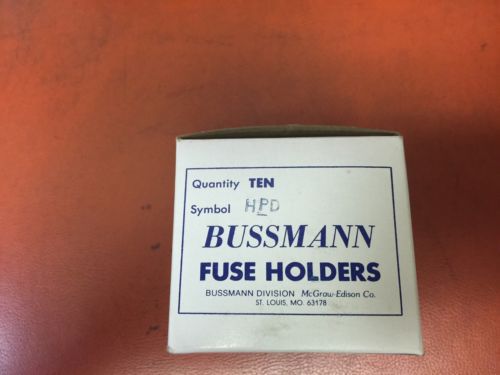 Quantity TEN
Symbol HPD
BUSSMANN
FUSE HOLDERS
BUSSMANN DIVISION McGraw-Edison Co.
ST. LOUIS, MO. 63178